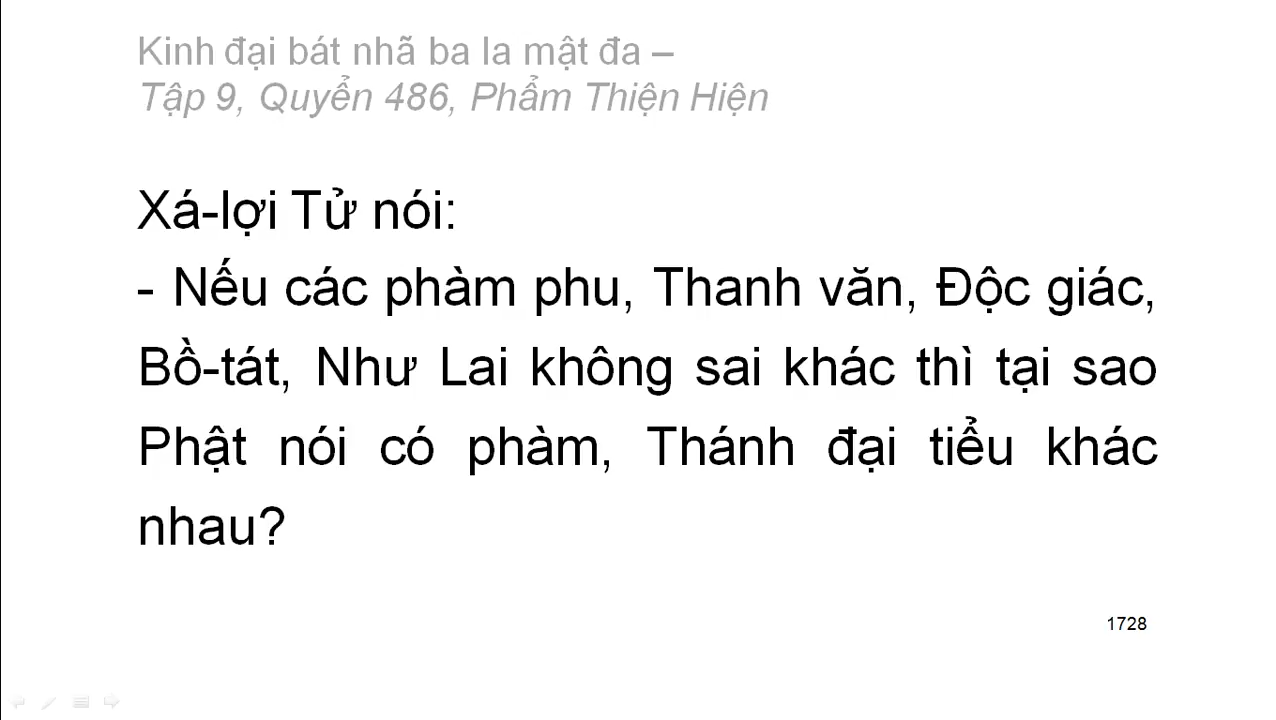 Kinh đại bát nhã ba la mật đa –
Tập 9, Quyển 486, Phẩm Thiện Hiện
Xá-lợi Tử nói:
- Nếu các phàm phu, Thanh văn, Độc giác,
Bồ-tát, Như Lai không sai khác thì tại sao
Phật nói có phàm, Thánh đại tiểu khác
nhau?
1728